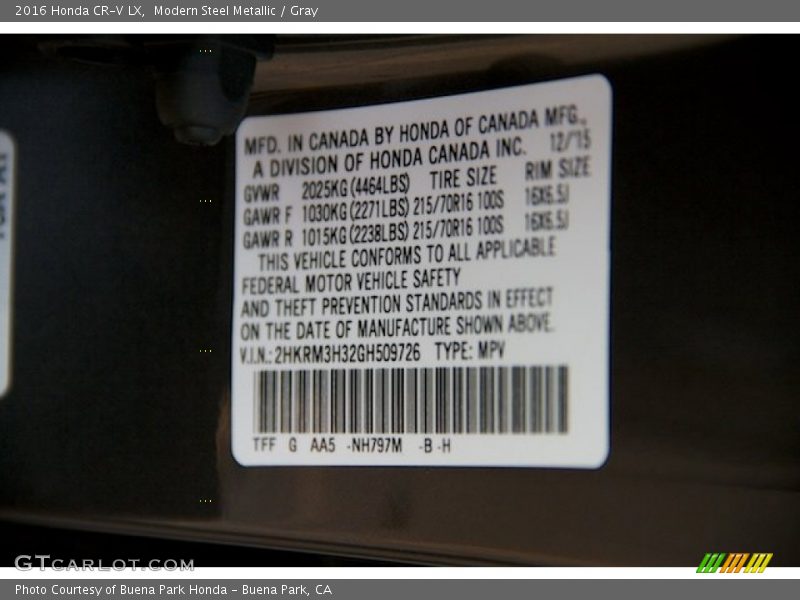 2016 Honda CR-V LX, Modern Steel Metallic / Gray
MFD. IN CANADA BY HONDA OF CANADA MFG.,
A DIVISION OF HONDA CANADA INC. 12/15
GVWR 2025KG (4464LBS) TIRE SIZE RIM SIZE
GAWR F 1030KG (2271LBS) 215/70R16 100S 16X6.5J
GAWR R 1015KG (2238LBS) 215/70R16 100S 16X6.5J
THIS VEHICLE CONFORMS TO ALL APPLICABLE
FEDERAL MOTOR VEHICLE SAFETY
AND THEFT PREVENTION STANDARDS IN EFFECT
ON THE DATE OF MANUFACTURE SHOWN ABOVE.
V.I.N.: 2HKRM3H32GH509726 TYPE: MPV
TFF G AA5 -NH797M -B -H
GTCARLOT.COM
Photo Courtesy of Buena Park Honda - Buena Park, CA